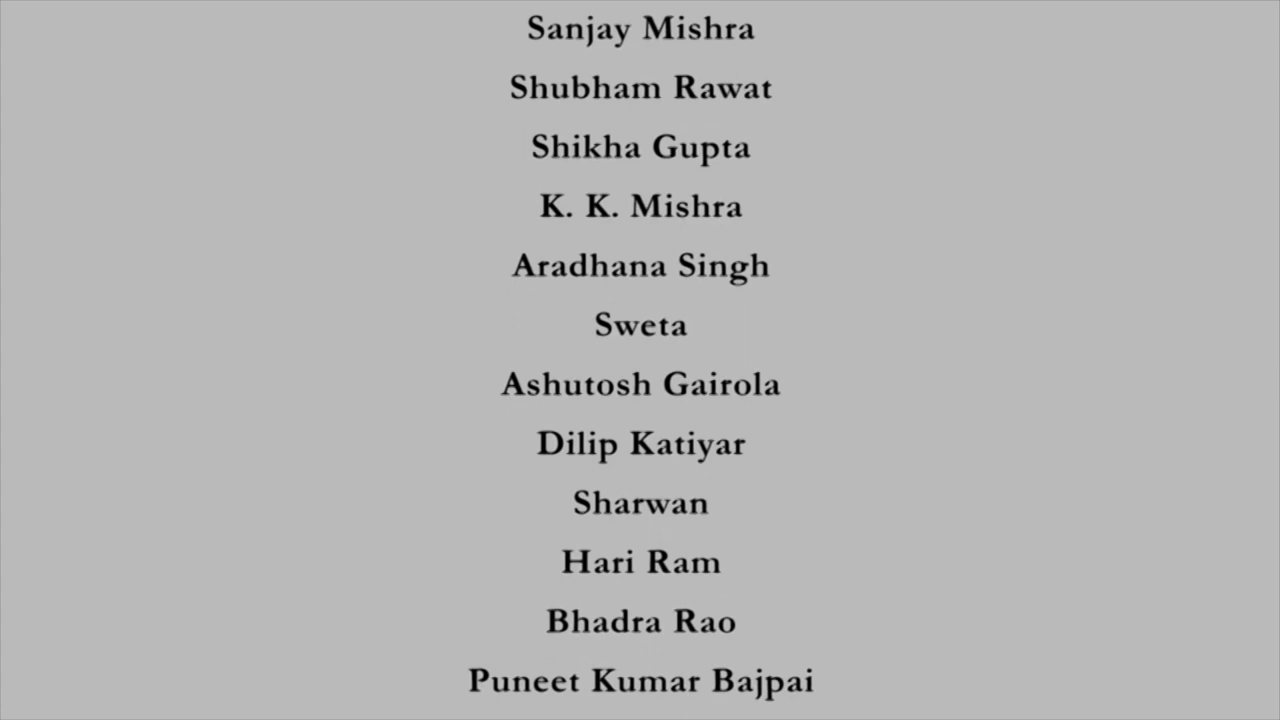 Sanjay Mishra
Shubham Rawat
Shikha Gupta
K. K. Mishra
Aradhana Singh
Sweta
Ashutosh Gairola
Dilip Katiyar
Sharwan
Hari Ram
Bhadra Rao
Puneet Kumar Bajpai